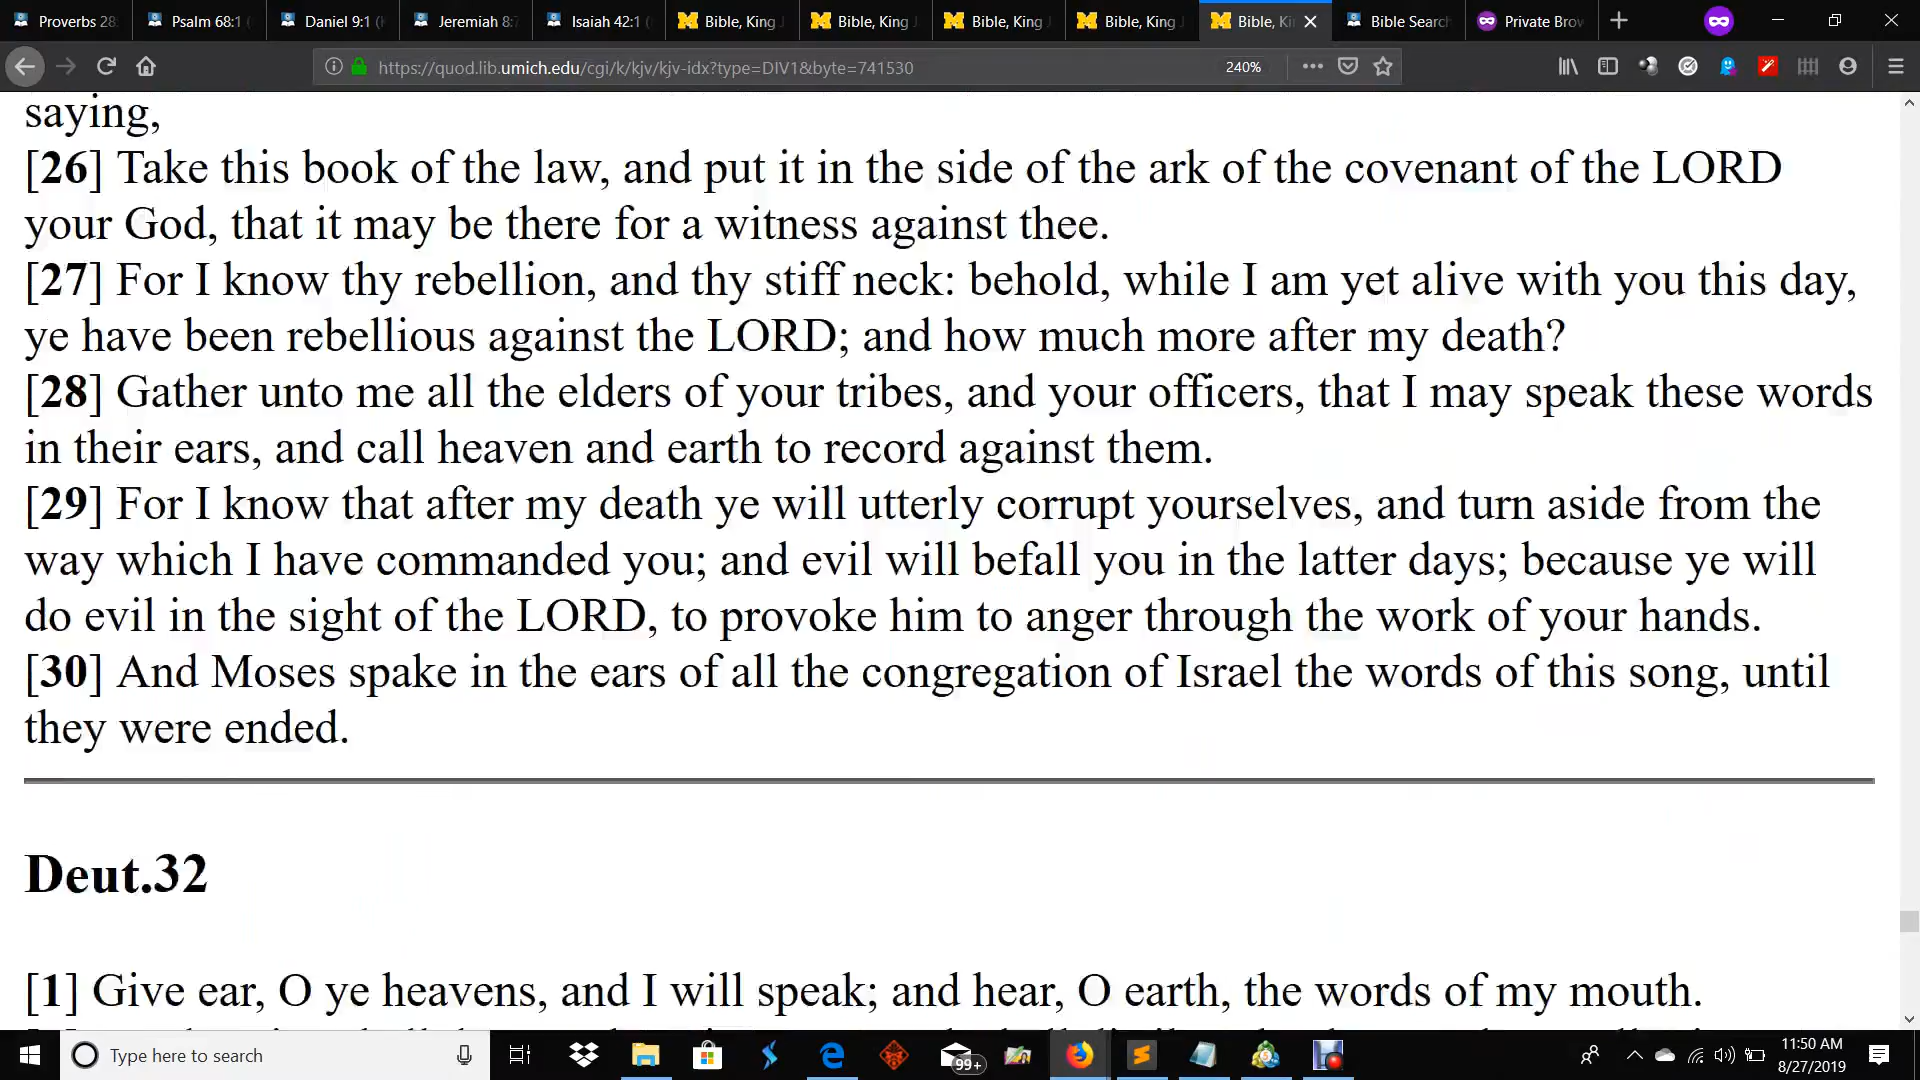 Proverbs 28:
Psalm 68:1
Daniel 9:1 (
Jeremiah 8:
Isaiah 42:1 (
Bible, King J
Bible, King J
Bible, King J
Bible, King J
Bible, Ki
Bible Search
Private Brow
https://quod.lib.umich.edu/cgi/k/kjv/kjv-idx?type=DIV1&byte=741530
240%
saying,
[26] Take this book of the law, and put it in the side of the ark of the covenant of the LORD
your God, that it may be there for a witness against thee.
[27] For I know thy rebellion, and thy stiff neck: behold, while I am yet alive with you this day,
ye have been rebellious against the LORD; and how much more after my death?
[28] Gather unto me all the elders of your tribes, and your officers, that I may speak these words
in their ears, and call heaven and earth to record against them.
[29] For I know that after my death ye will utterly corrupt yourselves, and turn aside from the
way which I have commanded you; and evil will befall you in the latter days; because ye will
do evil in the sight of the LORD, to provoke him to anger through the work of your hands.
[30] And Moses spake in the ears of all the congregation of Israel the words of this song, until
they were ended.
Deut.32
[1] Give ear, O ye heavens, and I will speak; and hear, O earth, the words of my mouth.
Type here to search
99+
11:50 AM
8/27/2019